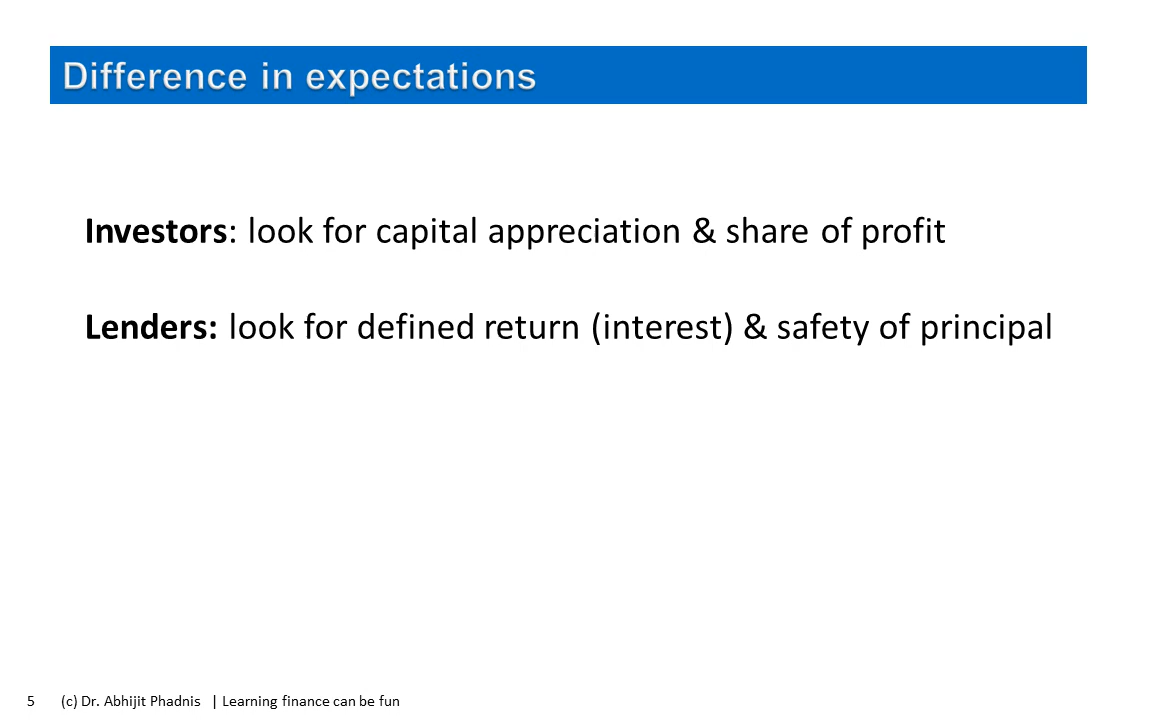 Difference in expectations
Investors: look for capital appreciation & share of profit
Lenders: look for defined return (interest) & safety of principal
5 (c) Dr. Abhijit Phadnis | Learning finance can be fun